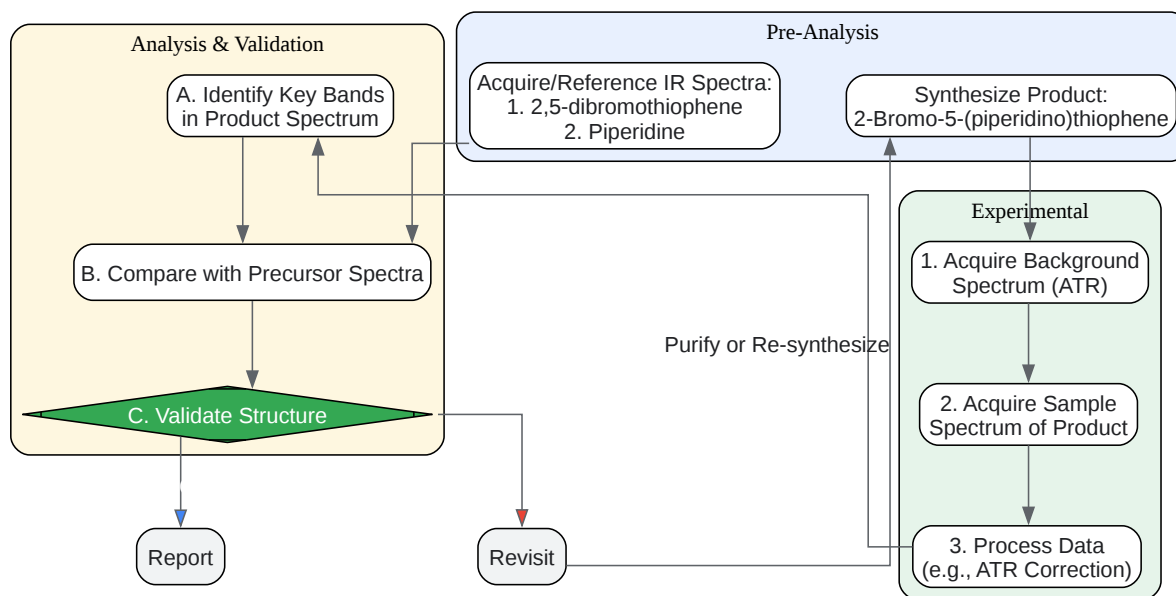 Analysis & Validation
A. Identify Key Bands
in Product Spectrum
B. Compare with Precursor Spectra
C. Validate Structure
Pre-Analysis
Acquire/Reference IR Spectra:
1. 2,5-dibromothiophene
2. Piperidine
Synthesize Product:
2-Bromo-5-(piperidino)thiophene
Experimental
1. Acquire Background
Spectrum (ATR)
2. Acquire Sample
Spectrum of Product
3. Process Data
(e.g., ATR Correction)
Purify or Re-synthesize
Report
Revisit